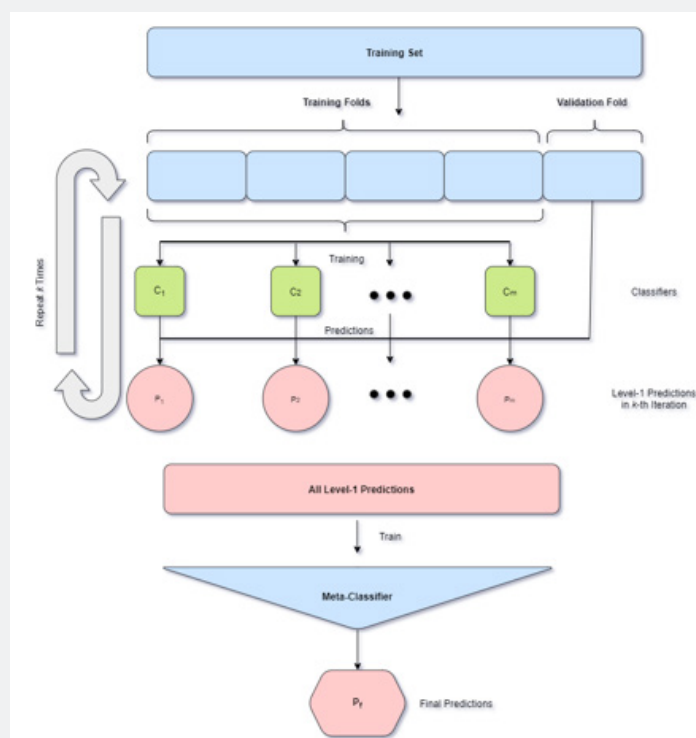 Training Set
Training Folds
Validation Fold
Repeat k Times
Training
C1
C2
Cm
Classifiers
Predictions
P1
P2
Pm
Level-1 Predictions
in k-th Iteration
All Level-1 Predictions
Train
Meta-Classifier
Pf
Final Predictions